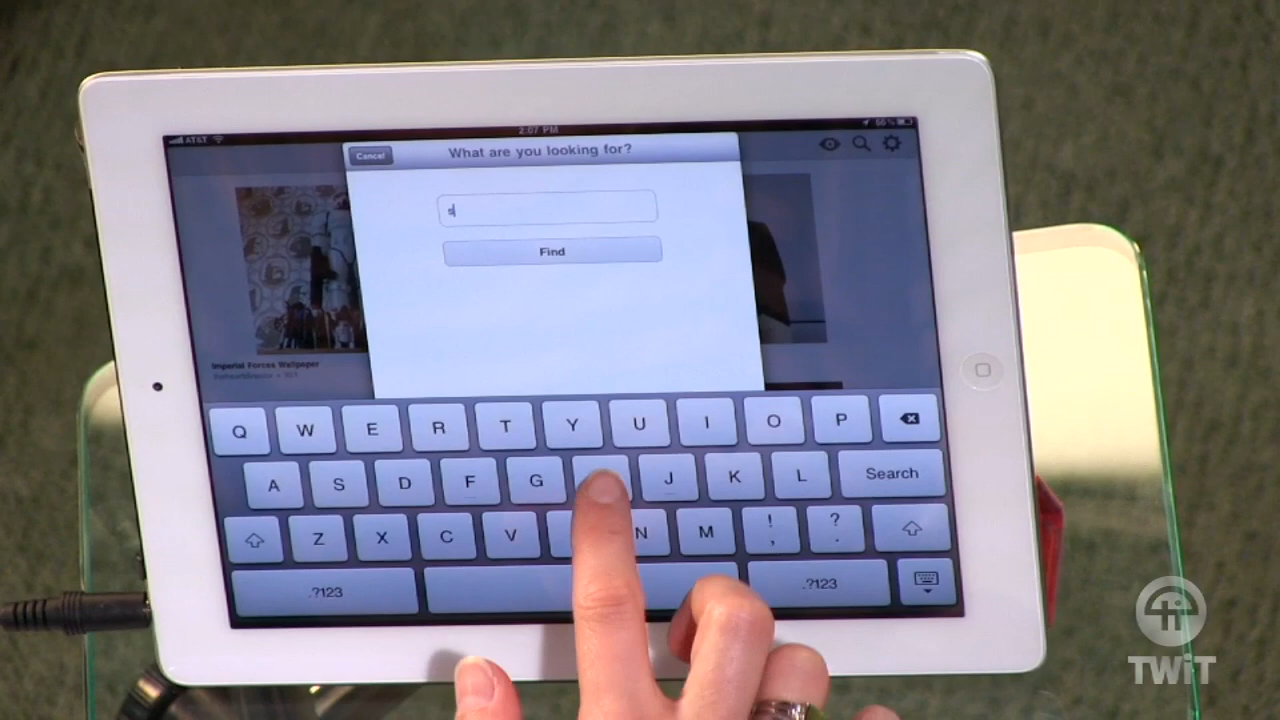 AT&T
2:07 PM
Cancel
What are you looking for?
s
Find
Imperial Forces Wallpaper
Q W E R T Y U I O P
A S D F G J K L Search
Z X C V N M ! , ? .
.?123 .?123
TWiT